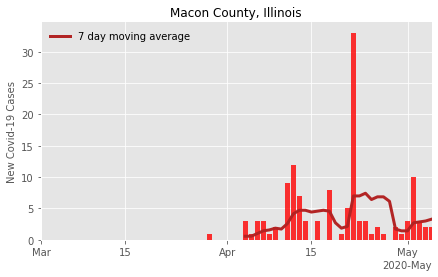 Macon County, Illinois
7 day moving average
New Covid-19 Cases
30
25
20
15
10
5
0
Mar 15 Apr 15 May
2020-May